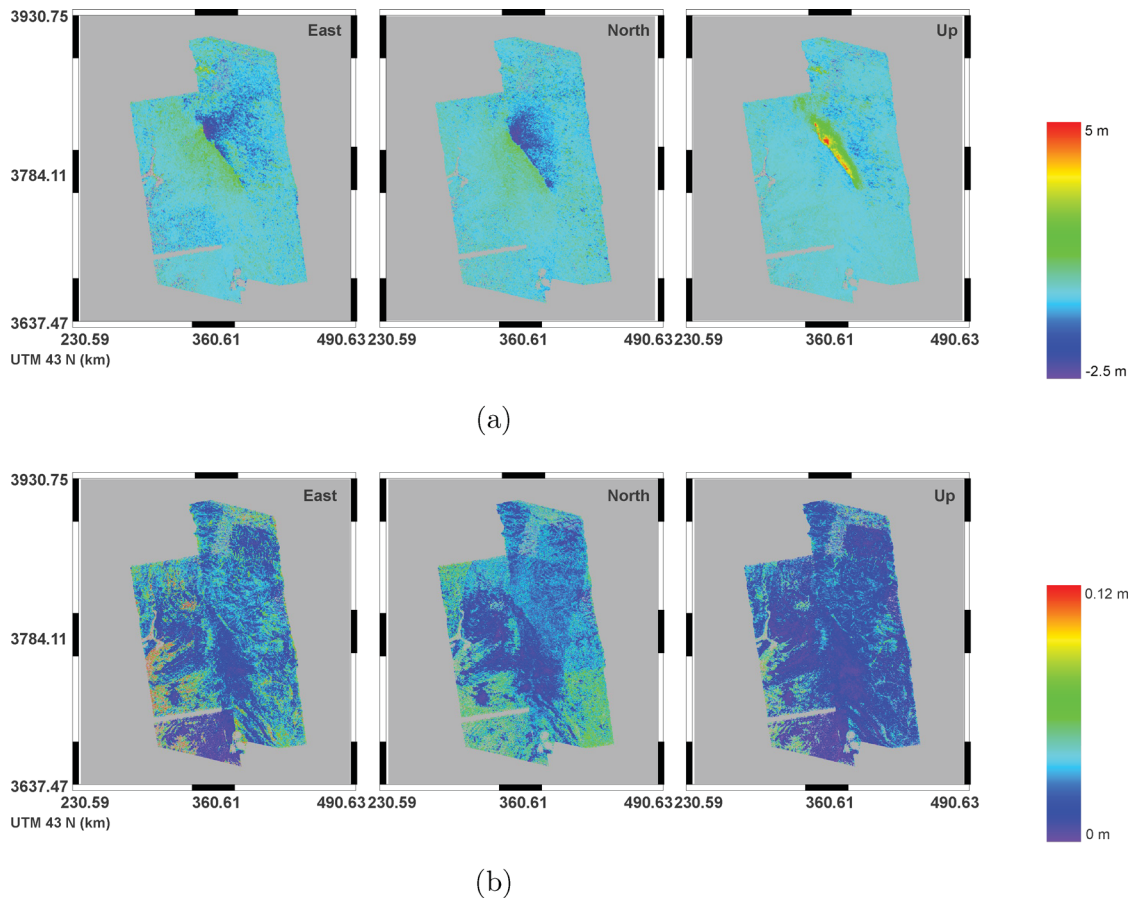 3930.75
East
North
Up
5 m
3784.11
3637.47
-2.5 m
230.59 360.61 490.63 230.59 360.61 490.63 230.59 360.61 490.63
UTM 43 N (km)
(a)
3930.75
East
North
Up
0.12 m
3784.11
3637.47
0 m
230.59 360.61 490.63 230.59 360.61 490.63 230.59 360.61 490.63
UTM 43 N (km)
(b)